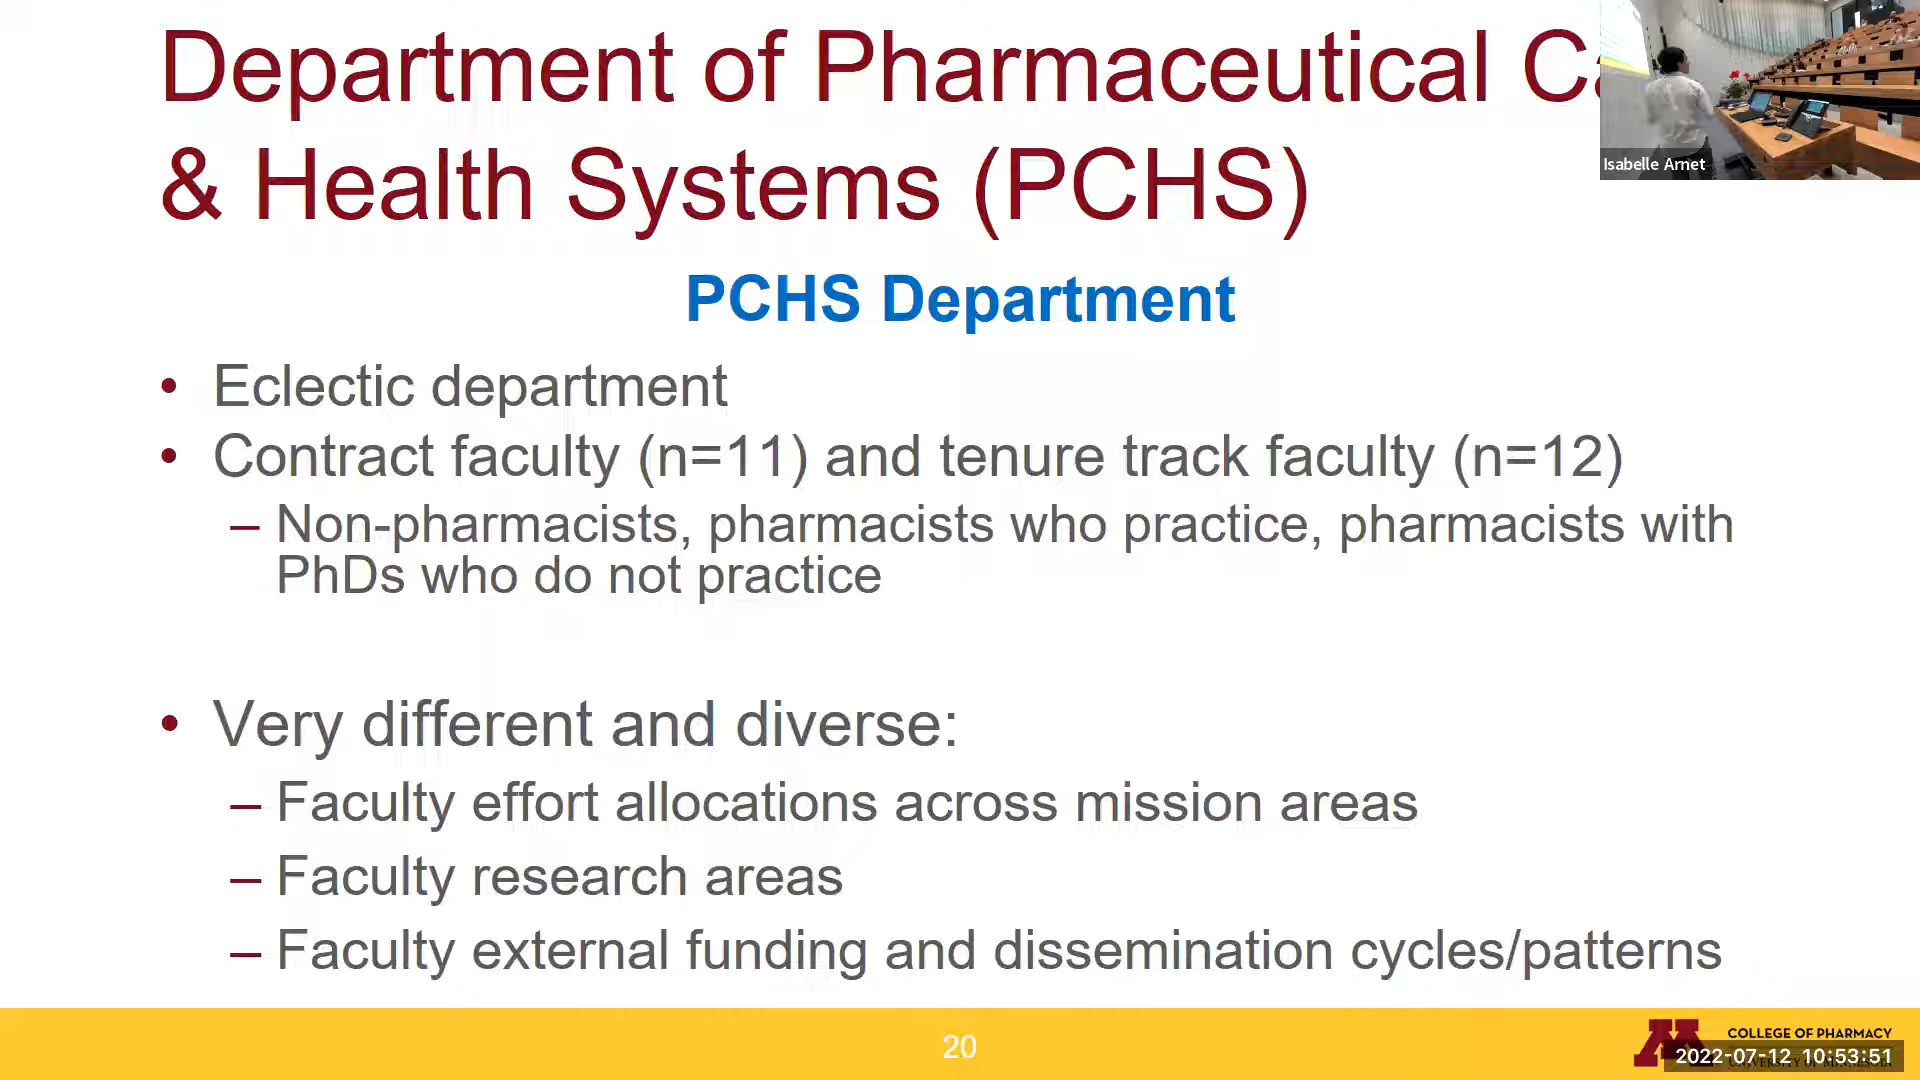 Department of Pharmaceutical
& Health Systems (PCHS)
Isabelle Arnet
PCHS Department
• Eclectic department
• Contract faculty (n=11) and tenure track faculty (n=12)
– Non-pharmacists, pharmacists who practice, pharmacists with
PhDs who do not practice
• Very different and diverse:
– Faculty effort allocations across mission areas
– Faculty research areas
– Faculty external funding and dissemination cycles/patterns
20
M
COLLEGE OF PHARMACY
UNIVERSITY OF MINNESOTA
2022-07-12 10:53:51